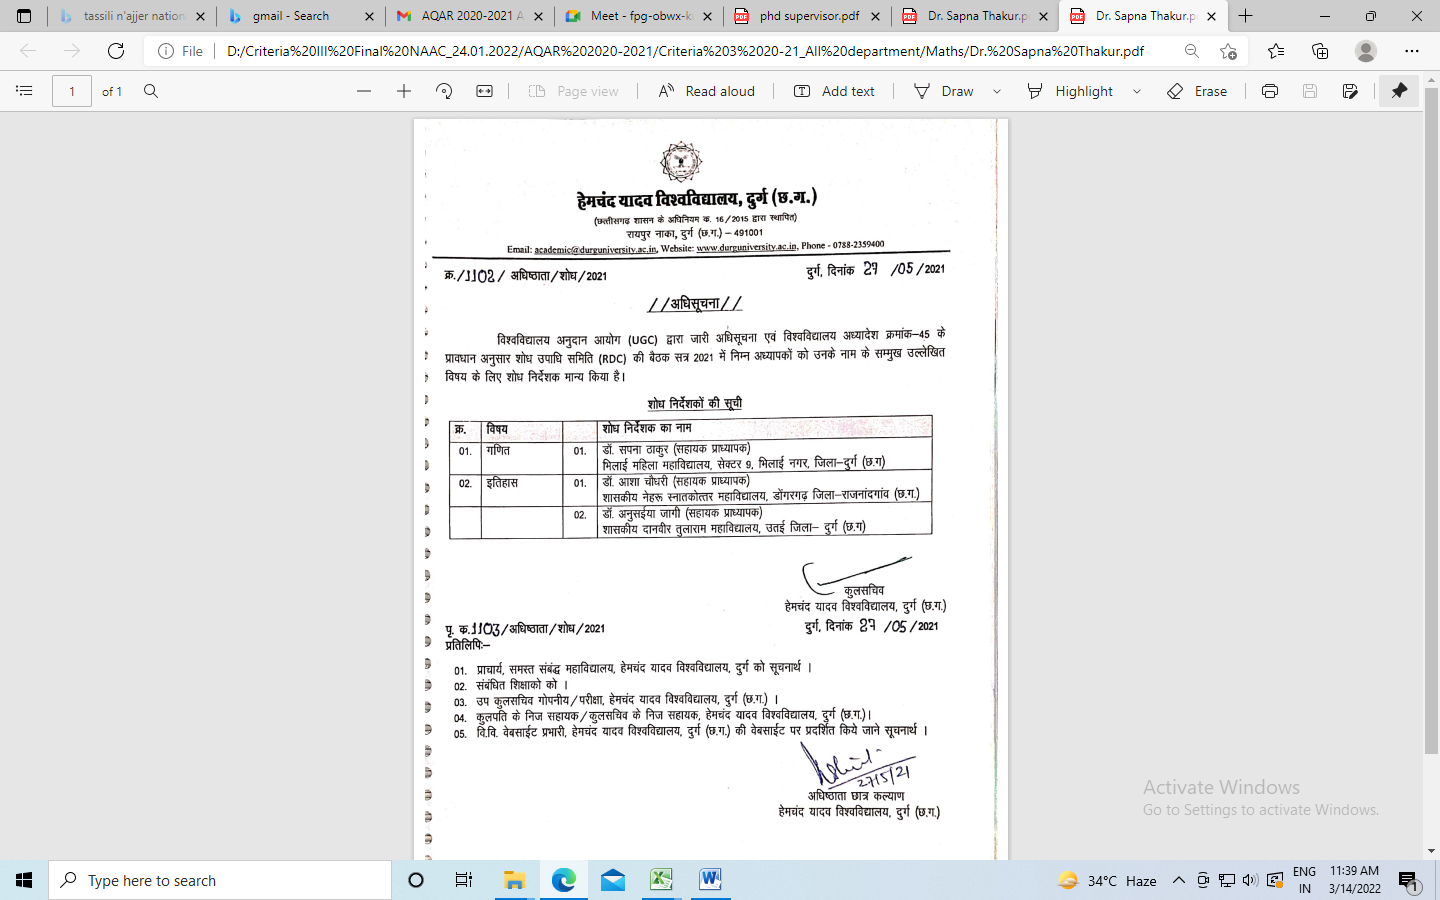 tassili n'ajjer nation
gmail - Search
AQAR 2020-2021 A
Meet - fpg-obwx-k
phd supervisor.pdf
Dr. Sapna Thakur.p
Dr. Sapna Thakur.p
File
D:/Criteria%20III%20Final%20NAAC_24.01.2022/AQAR%202020-2021/Criteria%203%2020-21_All%20department/Maths/Dr.%20Sapna%20Thakur.pdf
1 of 1
Page view
Read aloud
Add text
Draw
Highlight
Erase
हेमचंद यादव विश्वविद्यालय, दुर्ग (छ.ग.)
(छत्तीसगढ़ शासन के अधिनियम क. 16/2015 द्वारा स्थापित)
रायपुर नाका, दुर्ग (छ.ग.) – 491001
Email: academic@durguniversity.ac.in, Website: www.durguniversity.ac.in, Phone - 0788-2359400
क्र./1102/ अधिष्ठाता/शोध/2021
दुर्ग, दिनांक 27 /05/2021
//अधिसूचना//
विश्वविद्यालय अनुदान आयोग (UGC) द्वारा जारी अधिसूचना एवं विश्वविद्यालय अध्यादेश क्रमांक–45 के
प्रावधान अनुसार शोध उपाधि समिति (RDC) की बैठक सत्र 2021 में निम्न अध्यापकों को उनके नाम के सम्मुख उल्लेखित
विषय के लिए शोध निर्देशक मान्य किया है।
शोध निर्देशकों की सूची
क्र. विषय शोध निर्देशक का नाम
01. गणित 01. डॉ. सपना ठाकुर (सहायक प्राध्यापक)
भिलाई महिला महाविद्यालय, सेक्टर 9, भिलाई नगर, जिला–दुर्ग (छ.ग)
02. इतिहास 01. डॉ. आशा चौधरी (सहायक प्राध्यापक)
शासकीय नेहरू स्नातकोत्तर महाविद्यालय, डोंगरगढ़ जिला–राजनांदगांव (छ.ग.)
02. डॉ. अनुसईया जागी (सहायक प्राध्यापक)
शासकीय दानवीर तुलाराम महाविद्यालय, उतई जिला– दुर्ग (छ.ग)
कुलसचिव
हेमचंद यादव विश्वविद्यालय, दुर्ग (छ.ग.)
पृ. क.1103/अधिष्ठाता/शोध/2021
दुर्ग, दिनांक 27 /05/2021
प्रतिलिपिः–
01. प्राचार्य, समस्त संबंद्ध महाविद्यालय, हेमचंद यादव विश्वविद्यालय, दुर्ग को सूचनार्थ ।
02. संबंधित शिक्षाको को ।
03. उप कुलसचिव गोपनीय/परीक्षा, हेमचंद यादव विश्वविद्यालय, दुर्ग (छ.ग.) ।
04. कुलपति के निज सहायक/कुलसचिव के निज सहायक, हेमचंद यादव विश्वविद्यालय, दुर्ग (छ.ग.)।
05. वि.वि. वेबसाईट प्रभारी, हेमचंद यादव विश्वविद्यालय, दुर्ग (छ.ग.) की वेबसाईट पर प्रदर्शित किये जाने सूचनार्थ ।
27/5/21
अधिष्ठाता छात्र कल्याण
हेमचंद यादव विश्वविद्यालय, दुर्ग (छ.ग.)
Activate Windows
Go to Settings to activate Windows.
Type here to search
34°C Haze
ENG
IN
11:39 AM
3/14/2022
1